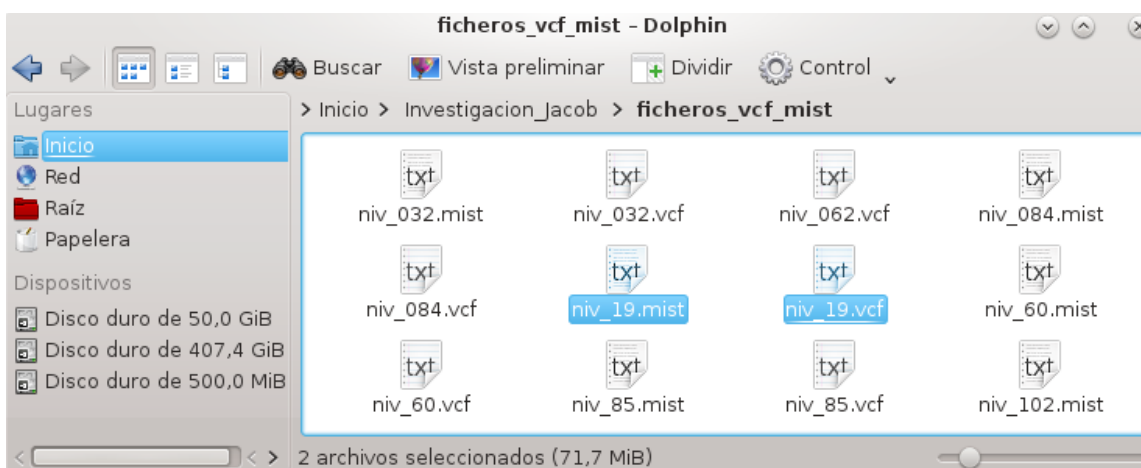 ficheros_vcf_mist – Dolphin
Buscar Vista preliminar Dividir Control
Lugares
> Inicio > Investigacion_Jacob > ficheros_vcf_mist
Inicio
Red
Raíz
Papelera
Dispositivos
Disco duro de 50,0 GiB
Disco duro de 407,4 GiB
Disco duro de 500,0 MiB
txt txt txt txt
niv_032.mist niv_032.vcf niv_062.vcf niv_084.mist
txt txt txt txt
niv_084.vcf niv_19.mist niv_19.vcf niv_60.mist
txt txt txt txt
niv_60.vcf niv_85.mist niv_85.vcf niv_102.mist
2 archivos seleccionados (71,7 MiB)